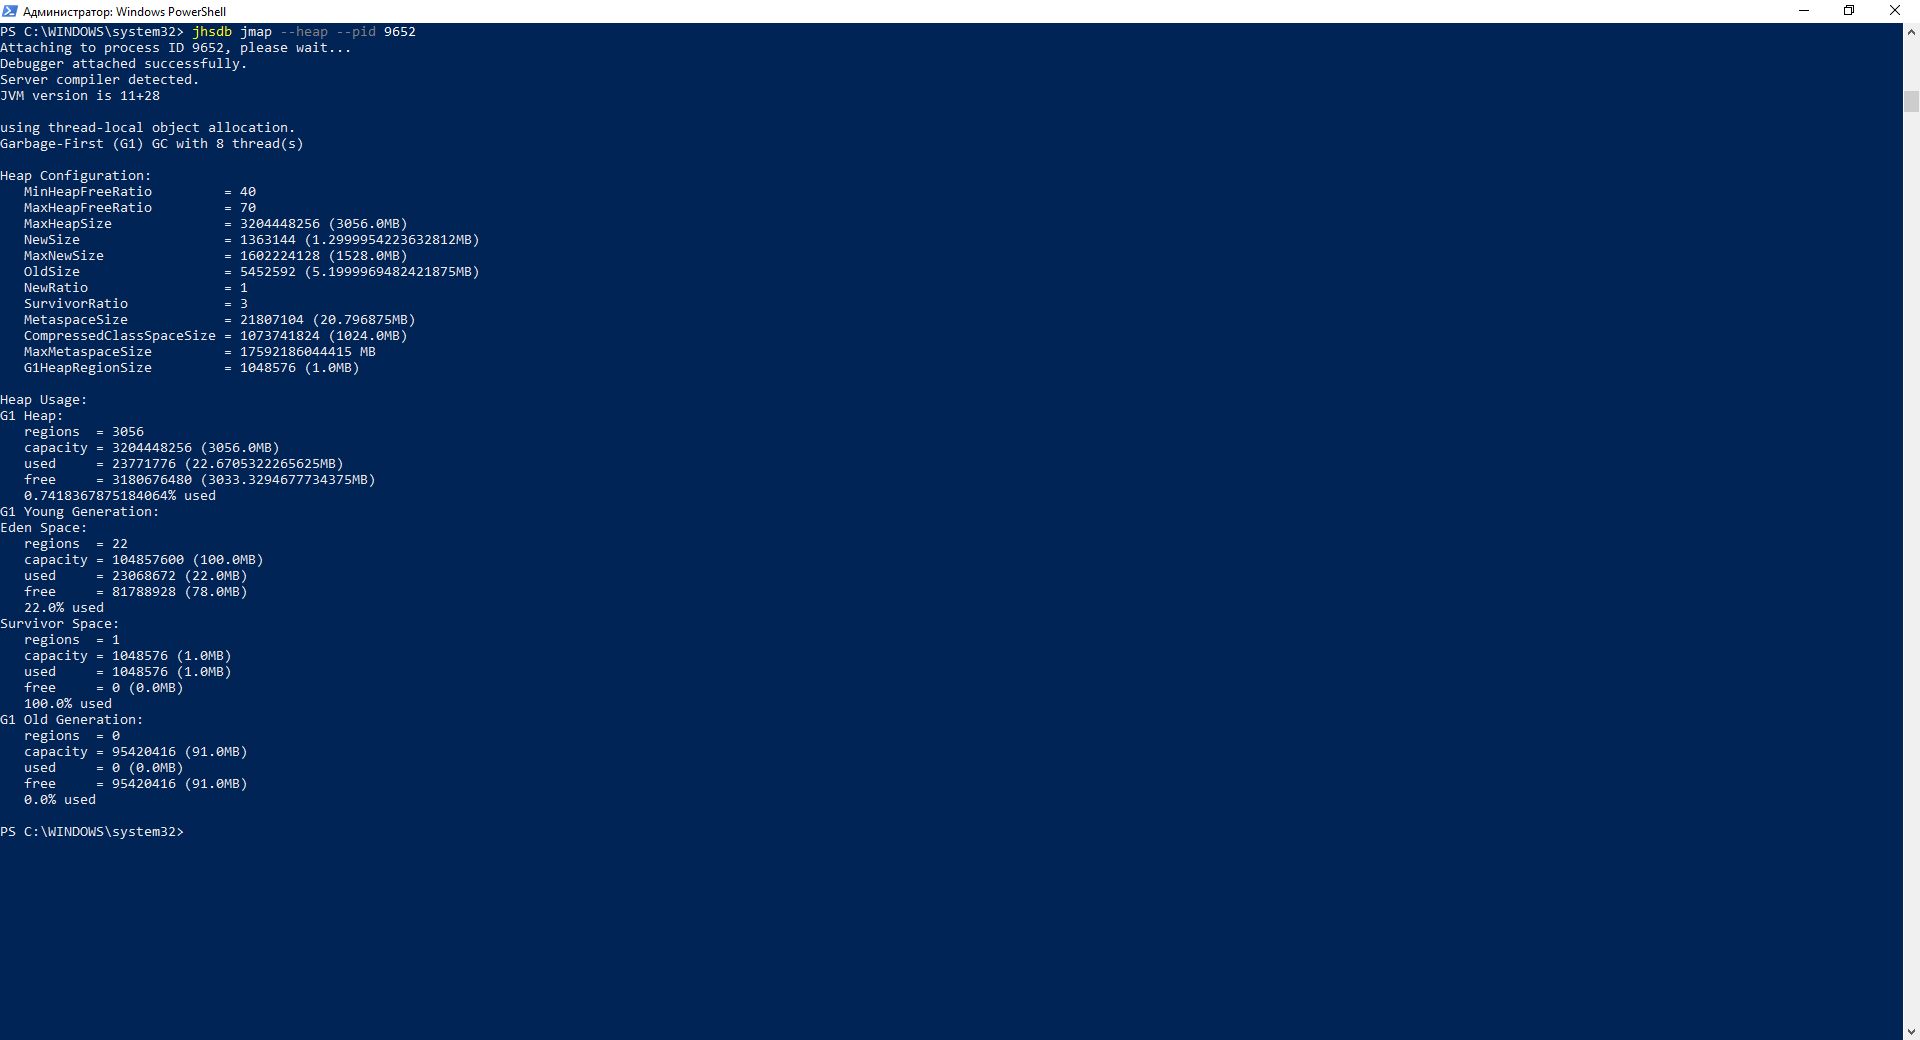 Администратор: Windows PowerShell
PS C:\WINDOWS\system32> jhsdb jmap --heap --pid 9652
Attaching to process ID 9652, please wait...
Debugger attached successfully.
Server compiler detected.
JVM version is 11+28
using thread-local object allocation.
Garbage-First (G1) GC with 8 thread(s)
Heap Configuration:
MinHeapFreeRatio = 40
MaxHeapFreeRatio = 70
MaxHeapSize = 3204448256 (3056.0MB)
NewSize = 1363144 (1.2999954223632812MB)
MaxNewSize = 1602224128 (1528.0MB)
OldSize = 5452592 (5.1999969482421875MB)
NewRatio = 1
SurvivorRatio = 3
MetaspaceSize = 21807104 (20.796875MB)
CompressedClassSpaceSize = 1073741824 (1024.0MB)
MaxMetaspaceSize = 17592186044415 MB
G1HeapRegionSize = 1048576 (1.0MB)
Heap Usage:
G1 Heap:
regions = 3056
capacity = 3204448256 (3056.0MB)
used = 23771776 (22.6705322265625MB)
free = 3180676480 (3033.3294677734375MB)
0.7418367875184064% used
G1 Young Generation:
Eden Space:
regions = 22
capacity = 104857600 (100.0MB)
used = 23068672 (22.0MB)
free = 81788928 (78.0MB)
22.0% used
Survivor Space:
regions = 1
capacity = 1048576 (1.0MB)
used = 1048576 (1.0MB)
free = 0 (0.0MB)
100.0% used
G1 Old Generation:
regions = 0
capacity = 95420416 (91.0MB)
used = 0 (0.0MB)
free = 95420416 (91.0MB)
0.0% used
PS C:\WINDOWS\system32>